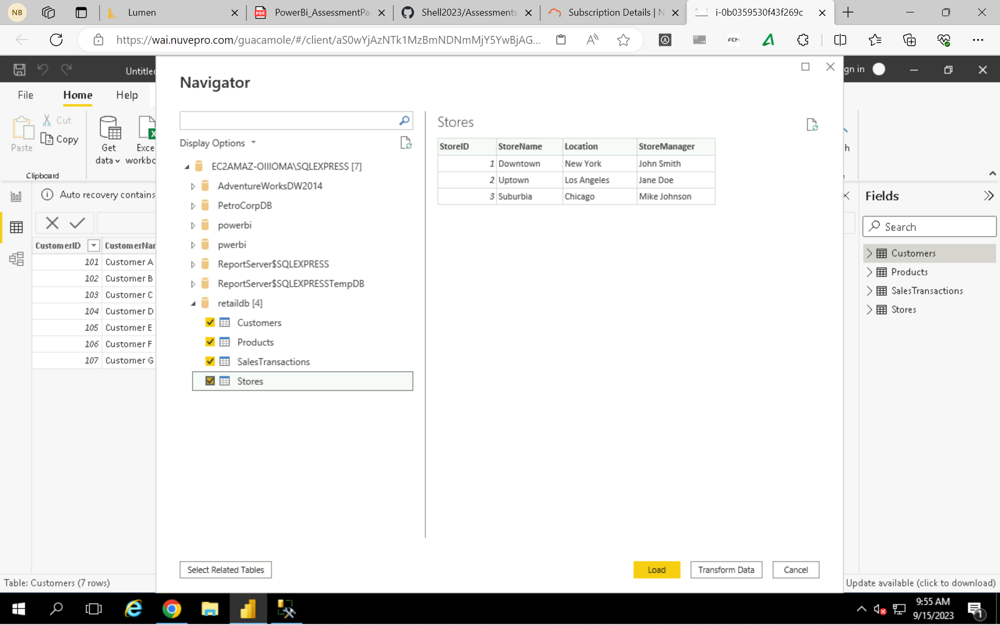 NB
Lumen
PowerBi_AssessmentPa
Shell2023/Assessments
Subscription Details | N
i-0b0359530f43f269c
https://wai.nuvepro.com/guacamole/#/client/aS0wYjAzNTk1MzBmNDNmMjY5YwBjAG...
Untitled
gn in
File
Home
Help
Paste
Cut
Copy
Clipboard
Get
data
Exce
workbo
h
Auto recovery contains
CustomerID
CustomerNar
101 Customer A
102 Customer B
103 Customer C
104 Customer D
105 Customer E
106 Customer F
107 Customer G
Table: Customers (7 rows)
Navigator
Display Options
EC2AMAZ-OIIIOMA\SQLEXPRESS [7]
AdventureWorksDW2014
PetroCorpDB
powerbi
pwerbi
ReportServer$SQLEXPRESS
ReportServer$SQLEXPRESSTempDB
retaildb [4]
Customers
Products
SalesTransactions
Stores
Stores
StoreID StoreName Location StoreManager
1 Downtown New York John Smith
2 Uptown Los Angeles Jane Doe
3 Suburbia Chicago Mike Johnson
Select Related Tables
Load
Transform Data
Cancel
Fields
Search
Customers
Products
SalesTransactions
Stores
Update available (click to download)
9:55 AM
9/15/2023
1